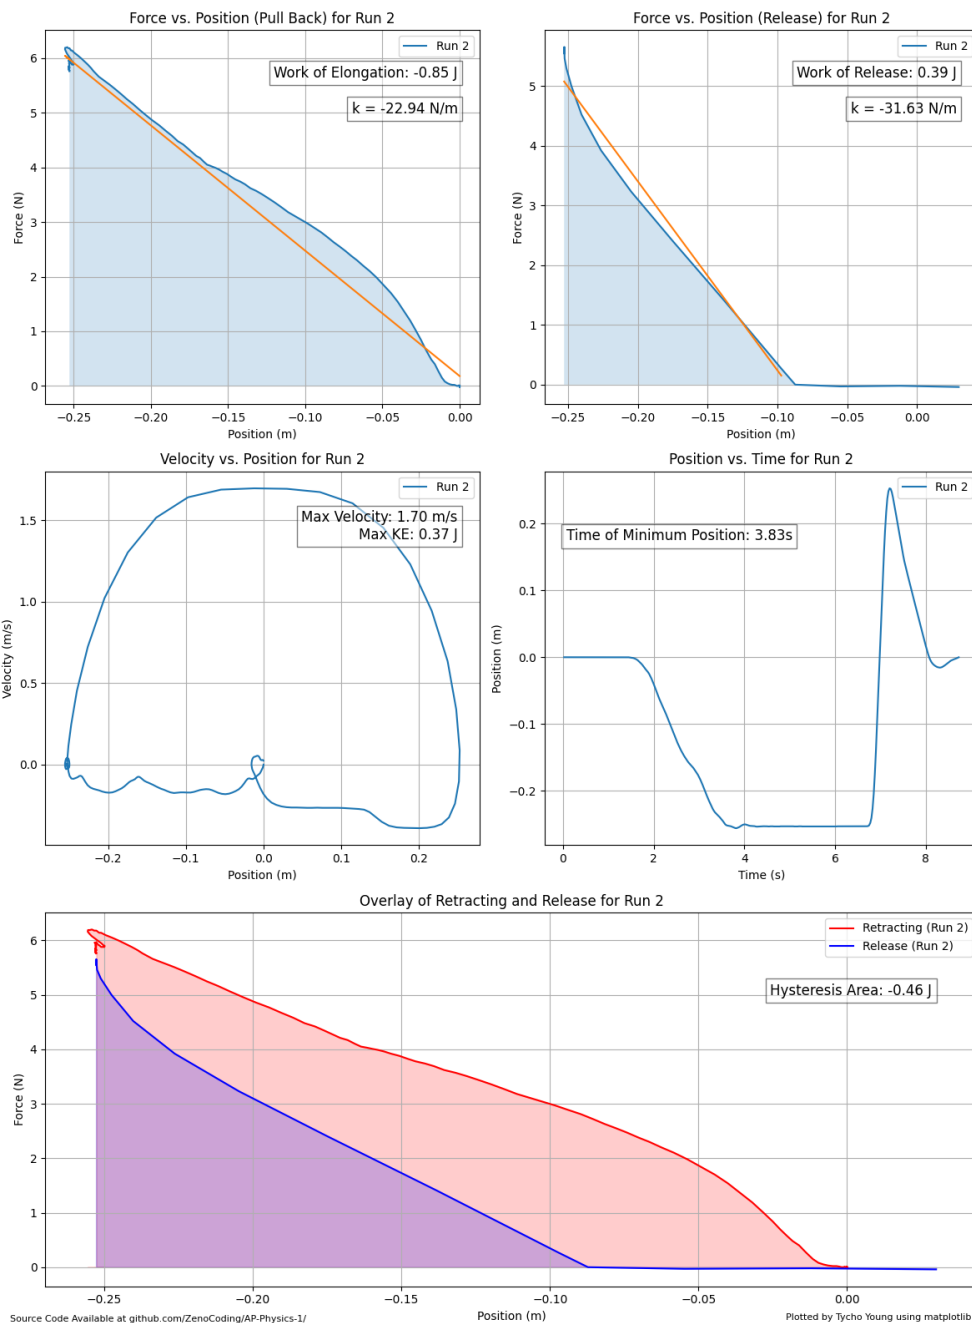 Force vs. Position (Pull Back) for Run 2
Run 2
Work of Elongation: -0.85 J
k = -22.94 N/m
Force (N)
6
5
4
3
2
1
0
−0.25 −0.20 −0.15 −0.10 −0.05 0.00
Position (m)
Force vs. Position (Release) for Run 2
Run 2
Work of Release: 0.39 J
k = -31.63 N/m
Force (N)
5
4
3
2
1
0
−0.25 −0.20 −0.15 −0.10 −0.05 0.00
Position (m)
Velocity vs. Position for Run 2
Run 2
Max Velocity: 1.70 m/s
Max KE: 0.37 J
Velocity (m/s)
1.5
1.0
0.5
0.0
−0.2 −0.1 0.0 0.1 0.2
Position (m)
Position vs. Time for Run 2
Run 2
Time of Minimum Position: 3.83s
Position (m)
0.2
0.1
0.0
−0.1
−0.2
0 2 4 6 8
Time (s)
Overlay of Retracting and Release for Run 2
Retracting (Run 2)
Release (Run 2)
Hysteresis Area: -0.46 J
Force (N)
6
5
4
3
2
1
0
−0.25 −0.20 −0.15 −0.10 −0.05 0.00
Position (m)
Source Code Available at github.com/ZenoCoding/AP-Physics-1/
Plotted by Tycho Young using matplotlib